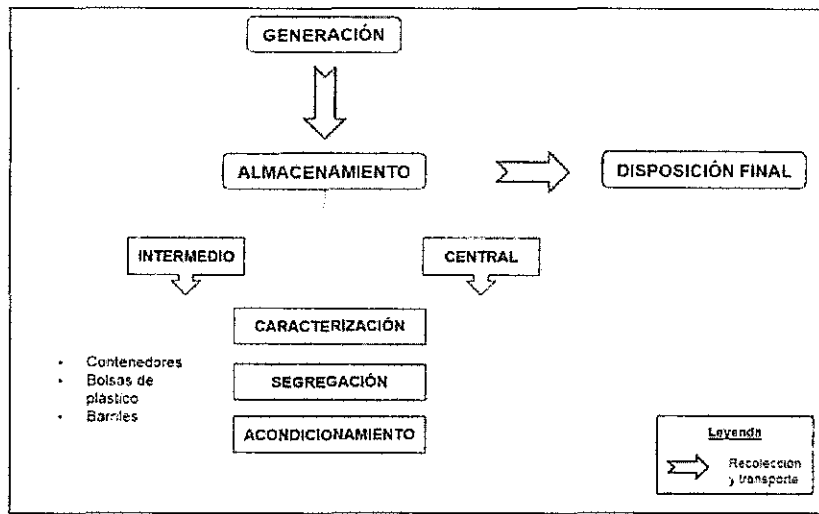 GENERACIÓN
ALMACENAMIENTO
DISPOSICIÓN FINAL
INTERMEDIO
CENTRAL
CARACTERIZACIÓN
• Contenedores
• Bolsas de
plástico
• Barriles
SEGREGACIÓN
ACONDICIONAMIENTO
Leyenda
Recolección
y transporte